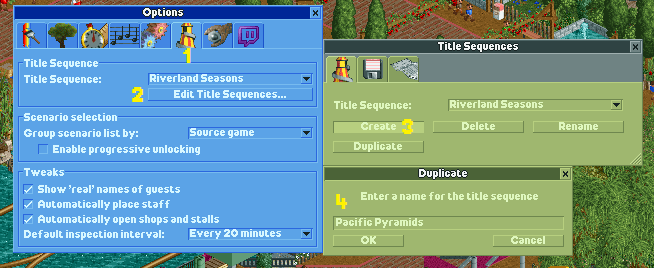 Options
1
Title Sequence
Title Sequence:
Riverland Seasons
2
Edit Title Sequences...
Scenario selection
Group scenario list by:
Source game
Enable progressive unlocking
Tweaks
Show 'real' names of guests
Automatically place staff
Automatically open shops and stalls
Default inspection interval:
Every 20 minutes
Title Sequences
Title Sequence:
Riverland Seasons
Create
3
Delete
Rename
Duplicate
Duplicate
4
Enter a name for the title sequence
Pacific Pyramids
OK
Cancel